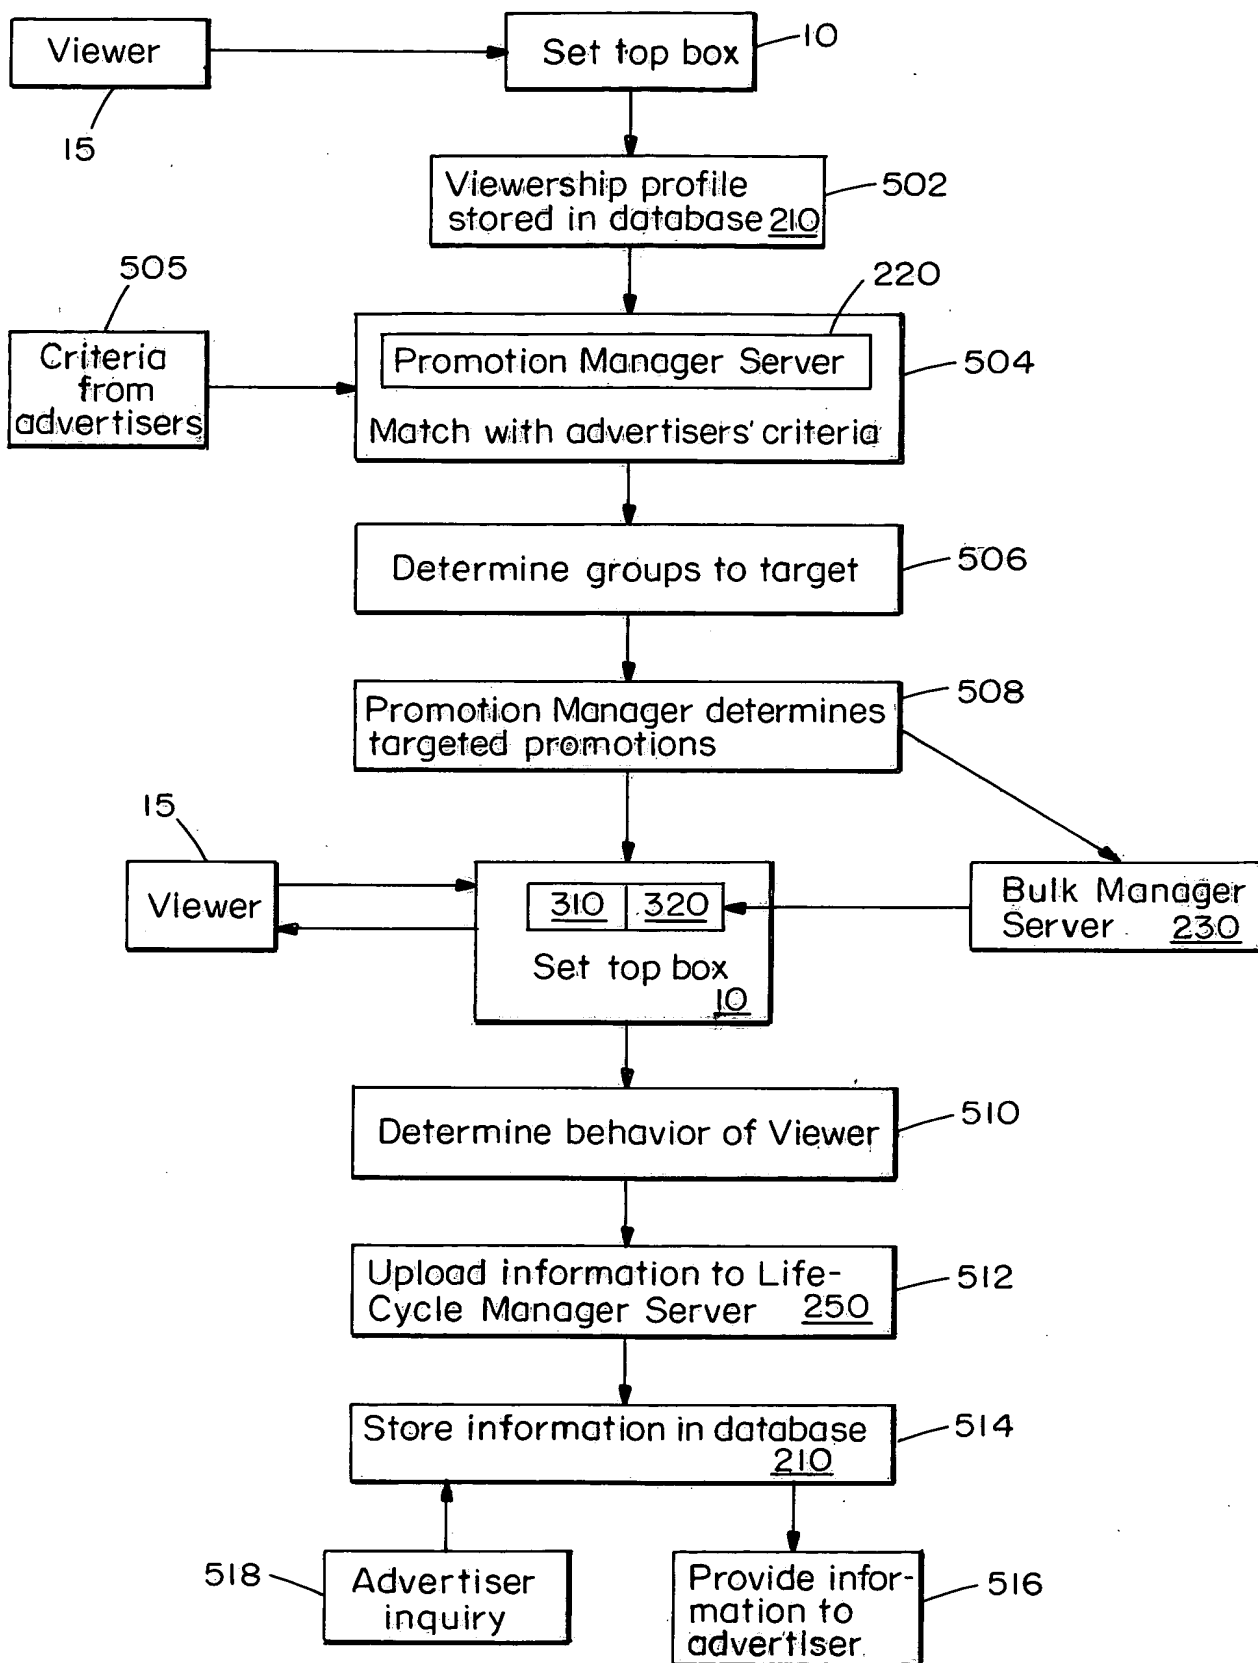 Viewer
Set top box
10
15
Viewership profile
stored in database 210
502
505
220
Criteria
from
advertisers
Promotion Manager Server
504
Match with advertisers' criteria
Determine groups to target
506
Promotion Manager determines
targeted promotions
508
15
Viewer
310 320
Set top box
10
Bulk Manager
Server 230
Determine behavior of Viewer
510
Upload information to Life-
Cycle Manager Server 250
512
Store information in database
210
514
518
Advertiser
inquiry
Provide infor-
mation to
advertiser
516